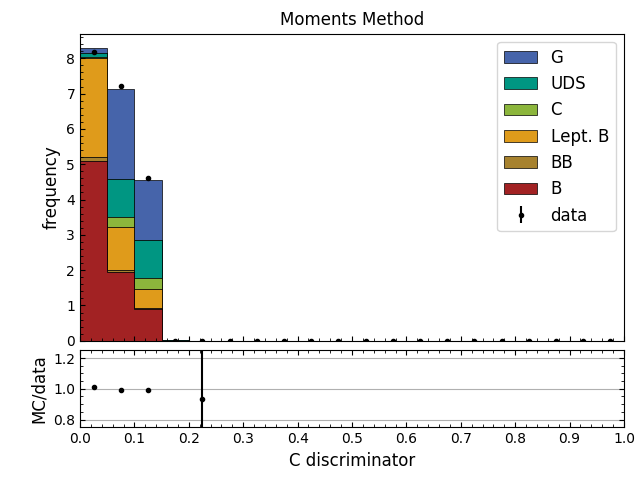 Moments Method
frequency
8
7
6
5
4
3
2
1
0
G
UDS
C
Lept. B
BB
B
data
MC/data
1.2
1.0
0.8
0.0 0.1 0.2 0.3 0.4 0.5 0.6 0.7 0.8 0.9 1.0
C discriminator